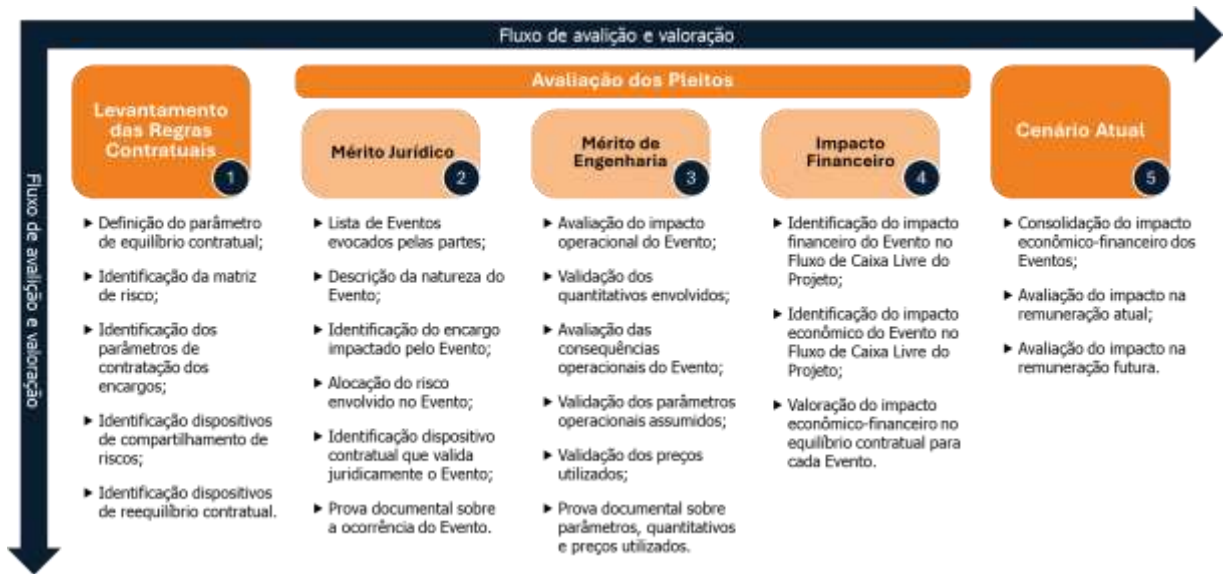 Fluxo de avalição e valoração
Fluxo de avalição e valoração
Levantamento
das Regras
Contratuais
1
Definição do parâmetro
de equilíbrio contratual;
Identificação da matriz
de risco;
Identificação dos
parâmetros de
contratação dos
encargos;
Identificação dispositivos
de compartilhamento de
riscos;
Identificação dispositivos
de reequilíbrio contratual.
Avaliação dos Pleitos
Mérito Jurídico
2
Lista de Eventos
evocados pelas partes;
Descrição da natureza do
Evento;
Identificação do encargo
impactado pelo Evento;
Alocação do risco
envolvido no Evento;
Identificação dispositivo
contratual que valida
juridicamente o Evento;
Prova documental sobre
a ocorrência do Evento.
Mérito de
Engenharia
3
Avaliação do impacto
operacional do Evento;
Validação dos
quantitativos envolvidos;
Avaliação das
consequências
operacionais do Evento;
Validação dos parâmetros
operacionais assumidos;
Validação dos preços
utilizados;
Prova documental sobre
parâmetros, quantitativos
e preços utilizados.
Impacto
Financeiro
4
Identificação do impacto
financeiro do Evento no
Fluxo de Caixa Livre do
Projeto;
Identificação do impacto
econômico do Evento no
Fluxo de Caixa Livre do
Projeto;
Valoração do impacto
econômico-financeiro no
equilíbrio contratual para
cada Evento.
Cenário Atual
5
Consolidação do impacto
econômico-financeiro dos
Eventos;
Avaliação do impacto na
remuneração atual;
Avaliação do impacto na
remuneração futura.